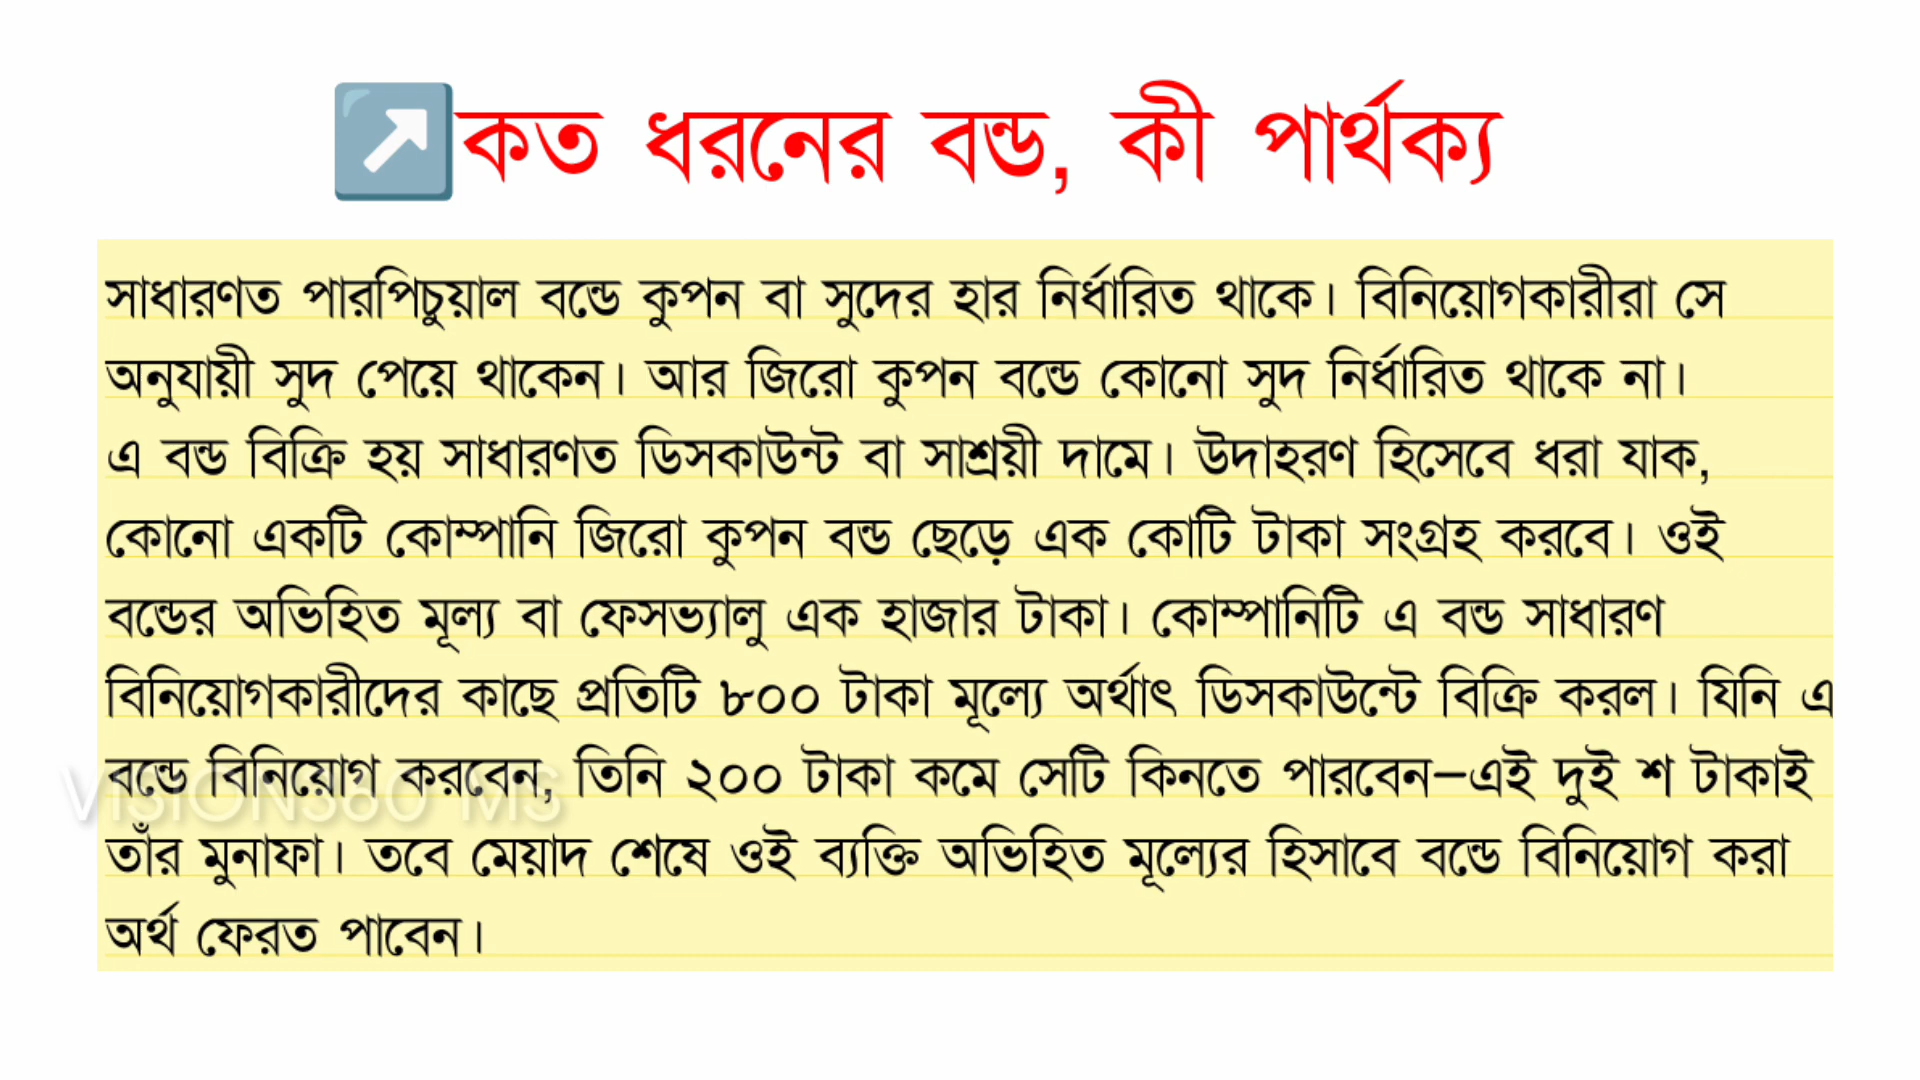 ↗কত ধরনের বন্ড, কী পার্থক্য
সাধারণত পারপিচুয়াল বন্ডে কুপন বা সুদের হার নির্ধারিত থাকে। বিনিয়োগকারীরা সে
অনুযায়ী সুদ পেয়ে থাকেন। আর জিরো কুপন বন্ডে কোনো সুদ নির্ধারিত থাকে না।
এ বন্ড বিক্রি হয় সাধারণত ডিসকাউন্ট বা সাশ্রয়ী দামে। উদাহরণ হিসেবে ধরা যাক,
কোনো একটি কোম্পানি জিরো কুপন বন্ড ছেড়ে এক কোটি টাকা সংগ্রহ করবে। ওই
বন্ডের অভিহিত মূল্য বা ফেসভ্যালু এক হাজার টাকা। কোম্পানিটি এ বন্ড সাধারণ
বিনিয়োগকারীদের কাছে প্রতিটি ৮০০ টাকা মূল্যে অর্থাৎ ডিসকাউন্টে বিক্রি করল। যিনি এ
বন্ডে বিনিয়োগ করবেন, তিনি ২০০ টাকা কমে সেটি কিনতে পারবেন—এই দুই শ টাকাই
তাঁর মুনাফা। তবে মেয়াদ শেষে ওই ব্যক্তি অভিহিত মূল্যের হিসাবে বন্ডে বিনিয়োগ করা
অর্থ ফেরত পাবেন।
VISION360 MS